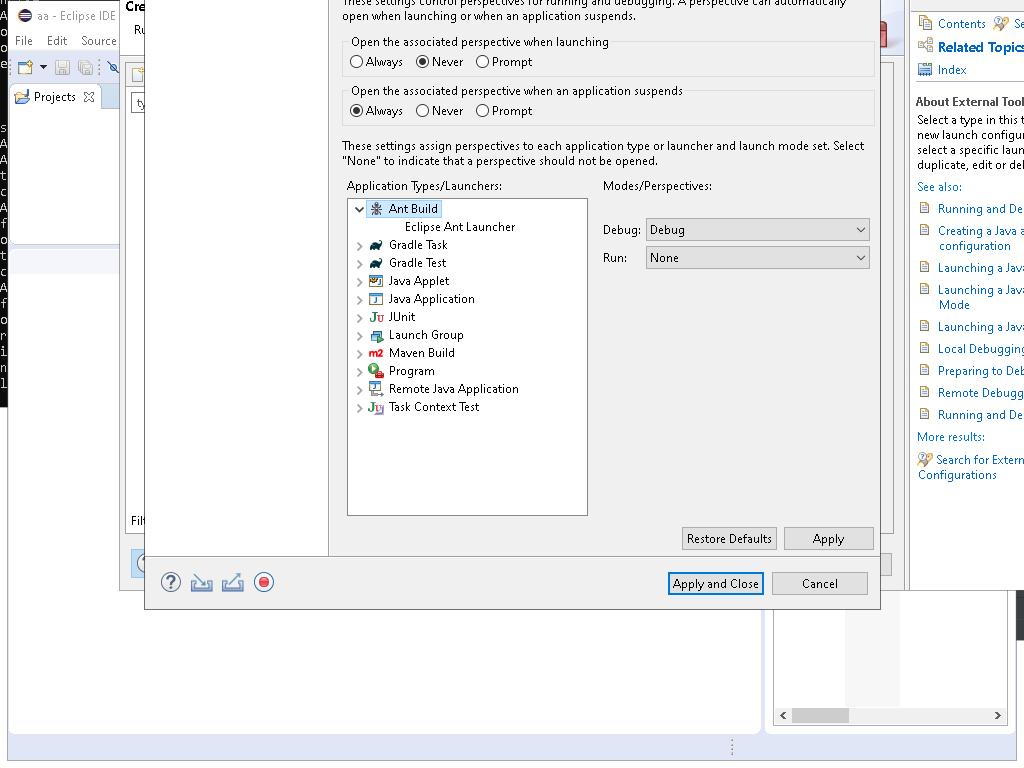 aa - Eclipse IDE
File Edit Source
Projects
These settings control perspectives for running and debugging. A perspective can automatically
open when launching or when an application suspends.
Open the associated perspective when launching
Always Never Prompt
Open the associated perspective when an application suspends
Always Never Prompt
These settings assign perspectives to each application type or launcher and launch mode set. Select
"None" to indicate that a perspective should not be opened.
Application Types/Launchers:
Ant Build
Eclipse Ant Launcher
Gradle Task
Gradle Test
Java Applet
Java Application
JUnit
Launch Group
Maven Build
Program
Remote Java Application
Task Context Test
Modes/Perspectives:
Debug: Debug
Run: None
Restore Defaults Apply
Apply and Close Cancel
Contents
Related Topics
Index
About External Tool
Select a type in this
new launch configur
select a specific laun
duplicate, edit or de
See also:
Running and De
Creating a Java a
configuration
Launching a Java
Launching a Java
Mode
Launching a Java
Local Debugging
Preparing to Deb
Remote Debugg
Running and De
More results:
Search for Extern
Configurations